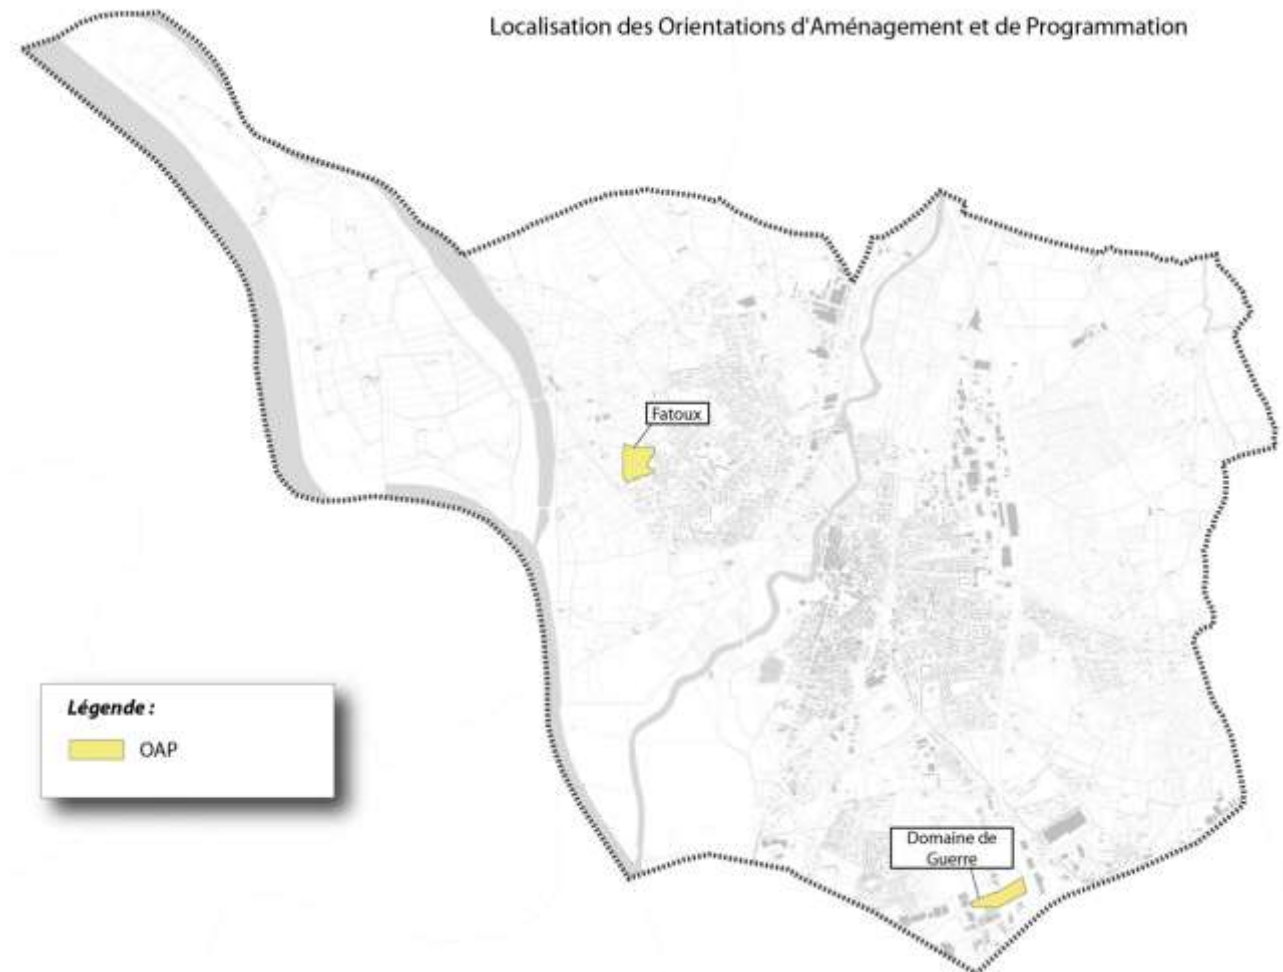 Localisation des Orientations d'Aménagement et de Programmation
Fatoux
Légende :
OAP
Domaine de
Guerre